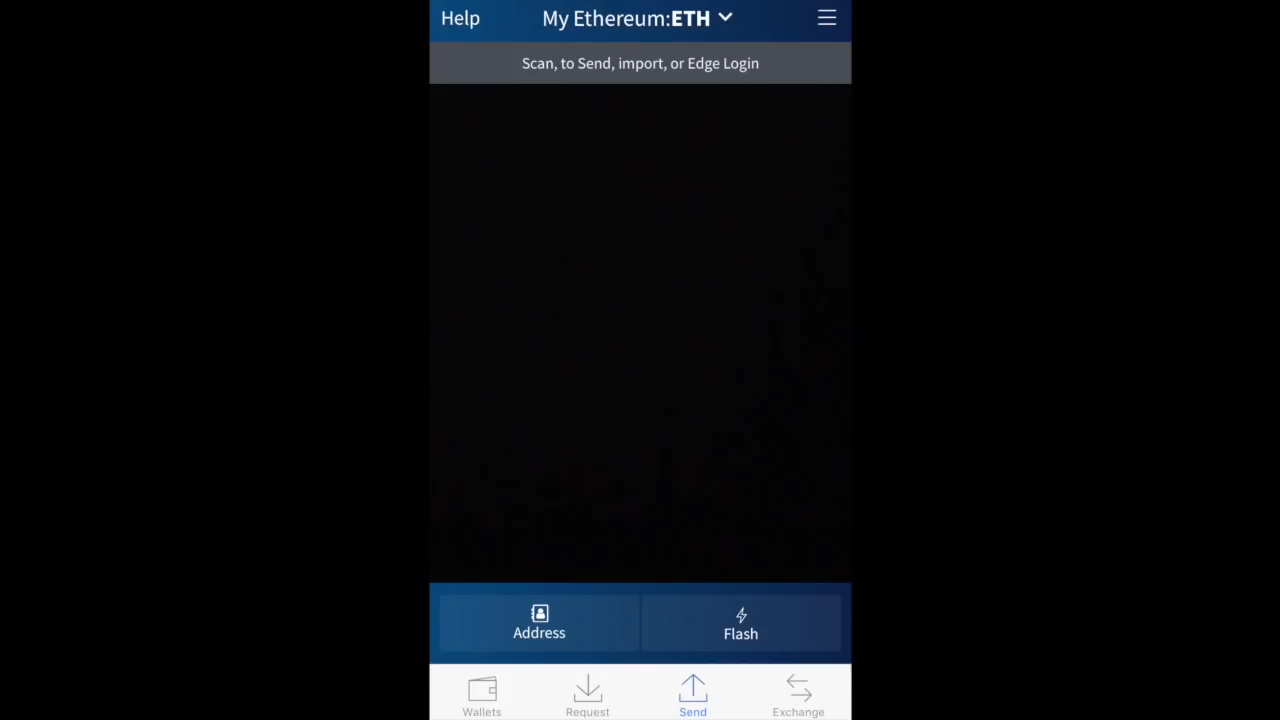 Help
My Ethereum:ETH
Scan, to Send, import, or Edge Login
Address
Flash
Wallets
Request
Send
Exchange